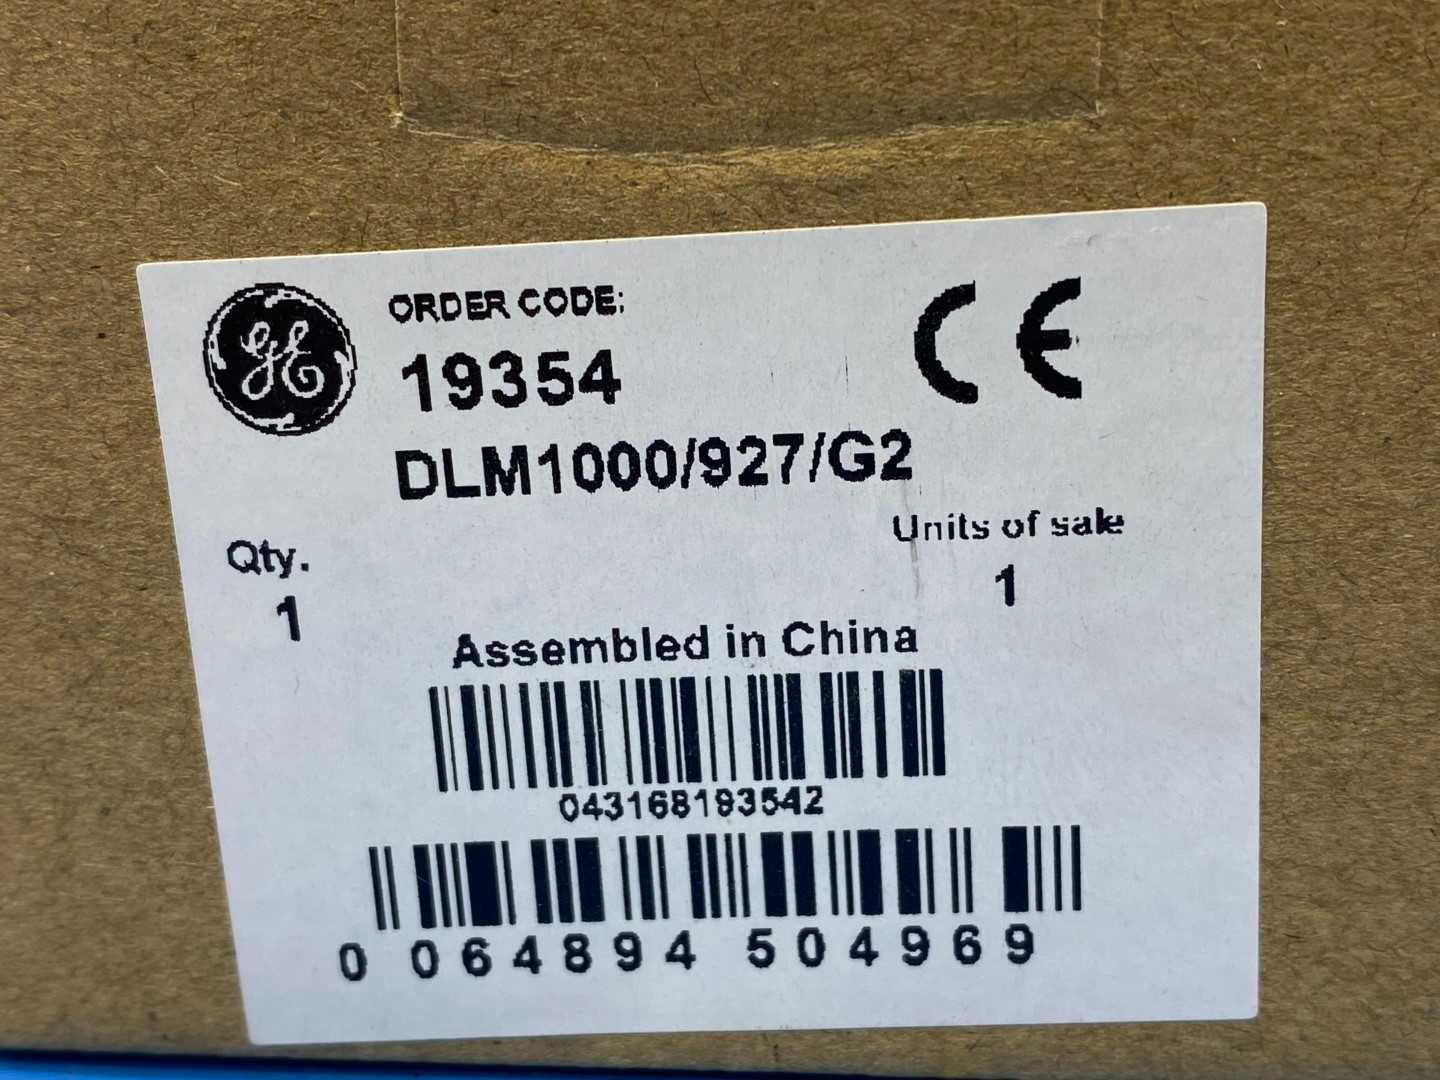 GE
ORDER CODE:
19354
CE
DLM1000/927/G2
Qty.
1
Units of sale
1
Assembled in China
043168193542
0 064894 504969